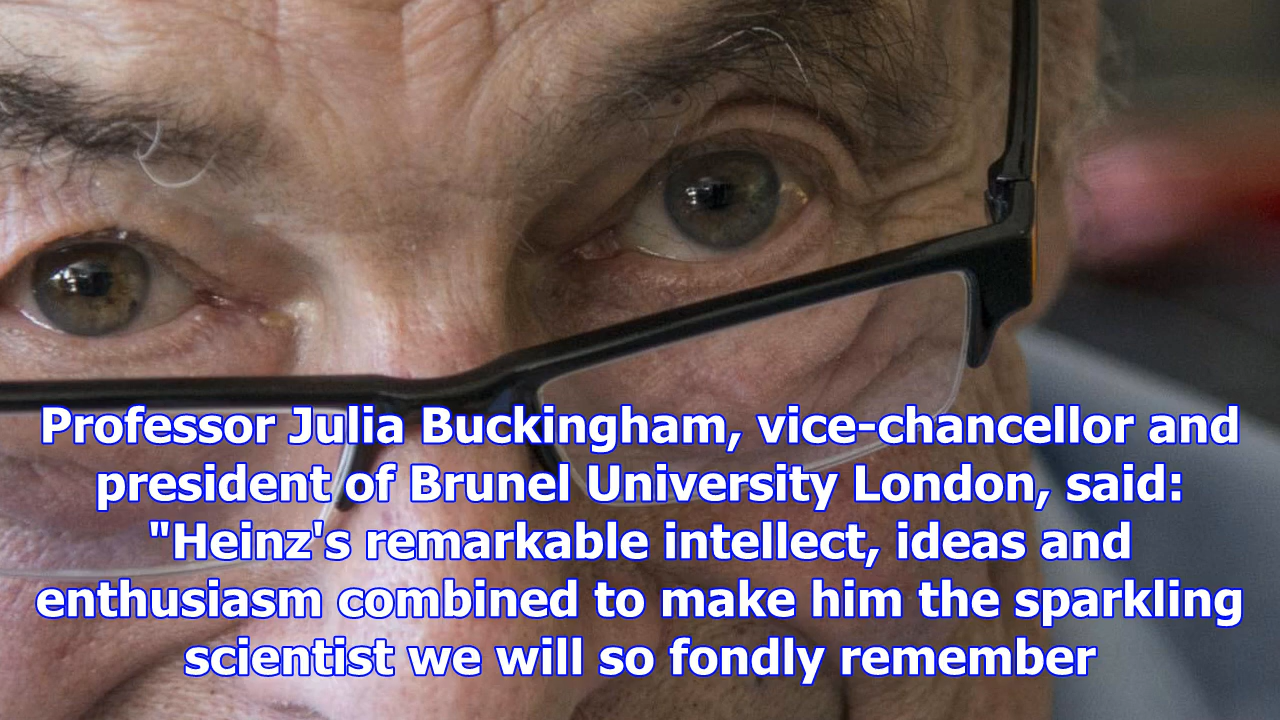 Professor Julia Buckingham, vice-chancellor and
president of Brunel University London, said:
"Heinz's remarkable intellect, ideas and
enthusiasm combined to make him the sparkling
scientist we will so fondly remember